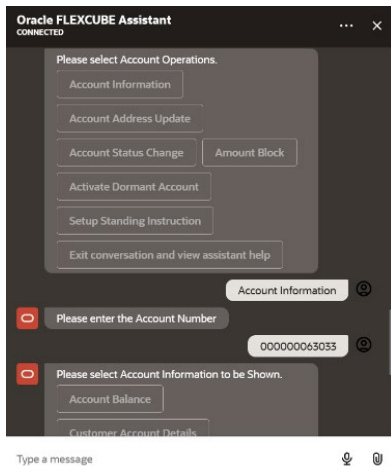 Oracle FLEXCUBE Assistant
CONNECTED
Please select Account Operations.
Account Information
Account Address Update
Account Status Change
Amount Block
Activate Dormant Account
Setup Standing Instruction
Exit conversation and view assistant help
Account Information
Please enter the Account Number
000000063033
Please select Account Information to be Shown.
Account Balance
Customer Account Details
Type a message